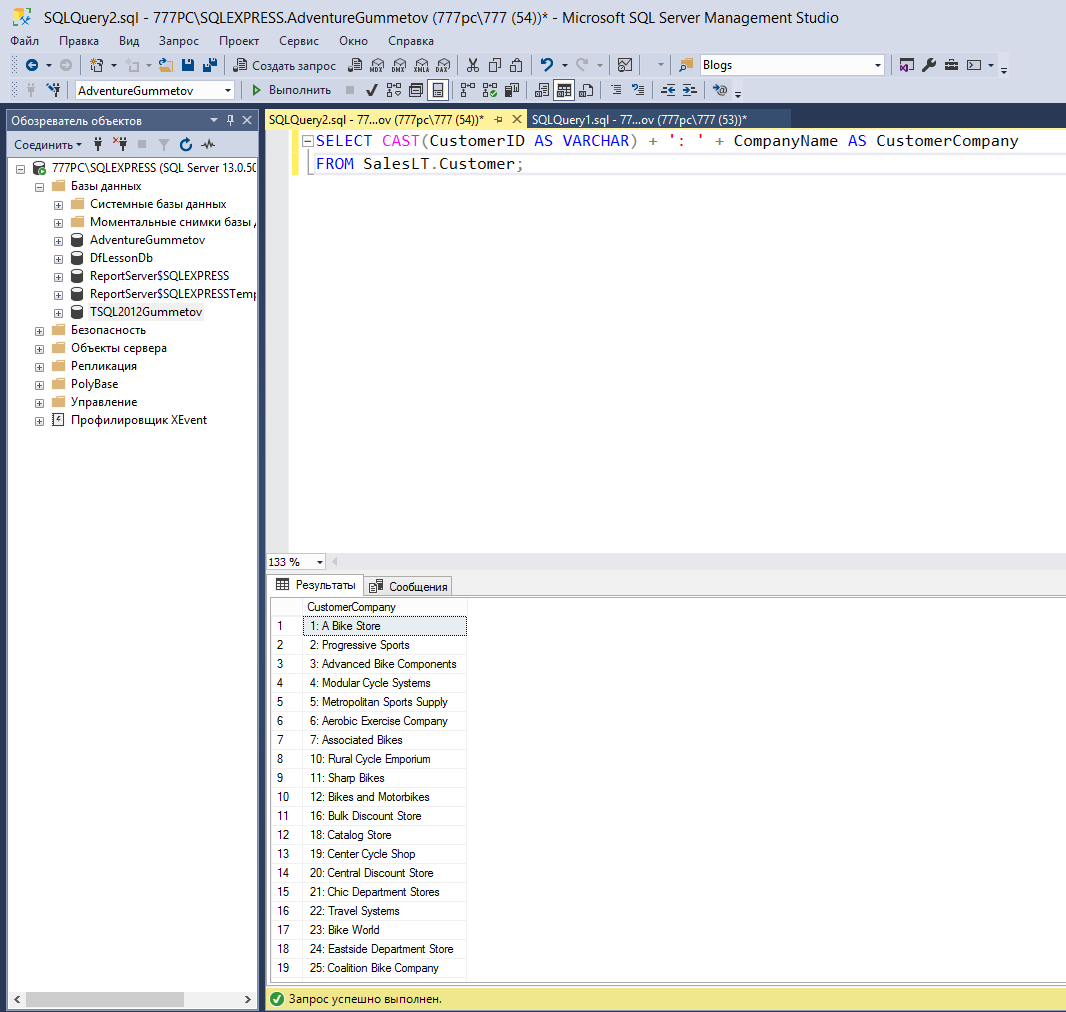 SQLQuery2.sql - 777PC\SQLEXPRESS.AdventureGummetov (777pc\777 (54))* - Microsoft SQL Server Management Studio
Файл Правка Вид Запрос Проект Сервис Окно Справка
Создать запрос MDX DMX XMLA DAX Blogs
AdventureGummetov Выполнить
Обозреватель объектов
Соединить
777PC\SQLEXPRESS (SQL Server 13.0.50
Базы данных
Системные базы данных
Моментальные снимки базы д
AdventureGummetov
DfLessonDb
ReportServer$SQLEXPRESS
ReportServer$SQLEXPRESSTemp
TSQL2012Gummetov
Безопасность
Объекты сервера
Репликация
PolyBase
Управление
Профилировщик XEvent
SQLQuery2.sql - 77...ov (777pc\777 (54))* SQLQuery1.sql - 77...ov (777pc\777 (53))*
SELECT CAST(CustomerID AS VARCHAR) + ': ' + CompanyName AS CustomerCompany
FROM SalesLT.Customer;
133 %
Результаты Сообщения
CustomerCompany
1 1: A Bike Store
2 2: Progressive Sports
3 3: Advanced Bike Components
4 4: Modular Cycle Systems
5 5: Metropolitan Sports Supply
6 6: Aerobic Exercise Company
7 7: Associated Bikes
8 10: Rural Cycle Emporium
9 11: Sharp Bikes
10 12: Bikes and Motorbikes
11 16: Bulk Discount Store
12 18: Catalog Store
13 19: Center Cycle Shop
14 20: Central Discount Store
15 21: Chic Department Stores
16 22: Travel Systems
17 23: Bike World
18 24: Eastside Department Store
19 25: Coalition Bike Company
Запрос успешно выполнен.